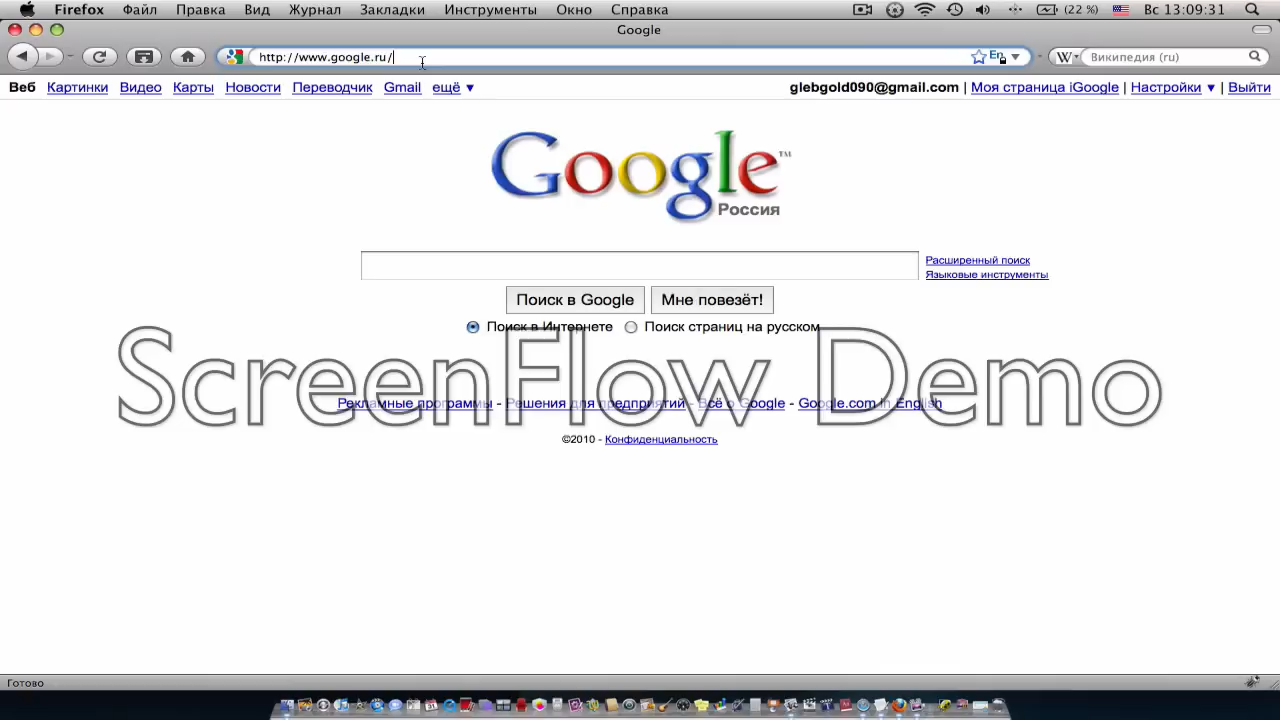 Firefox Файл Правка Вид Журнал Закладки Инструменты Окно Справка (22 %) Вс 13:09:31
Google
http://www.google.ru/ En W Википедия (ru)
Веб Картинки Видео Карты Новости Переводчик Gmail ещё ▼ glebgold090@gmail.com | Моя страница iGoogle | Настройки ▼ | Выйти
Google™
Россия
Расширенный поиск
Языковые инструменты
Поиск в Google Мне повезёт!
Поиск в Интернете Поиск страниц на русском
ScreenFlow Demo
Рекламные программы - Решения для предприятий - Всё о Google - Google.com in English
©2010 - Конфиденциальность
Готово